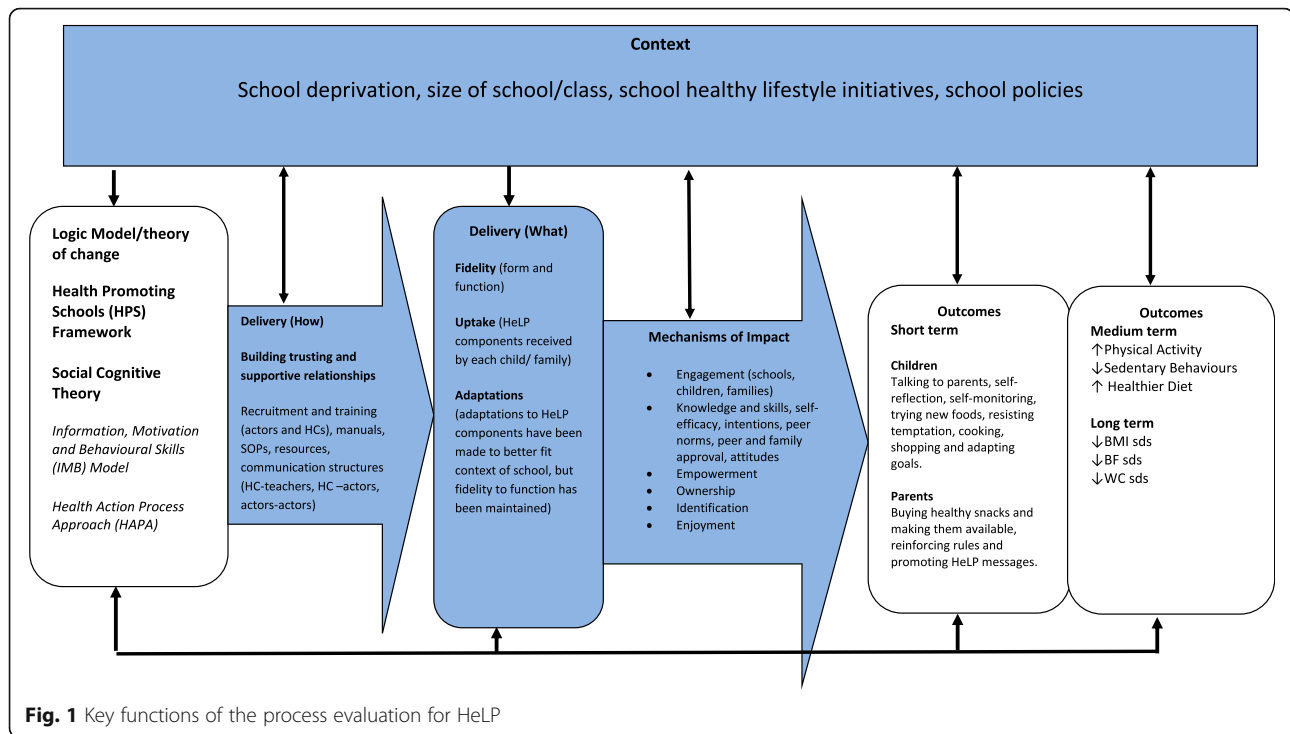 Context
School deprivation, size of school/class, school healthy lifestyle initiatives, school policies
Logic Model/theory
of change
Health Promoting
Schools (HPS)
Framework
Social Cognitive
Theory
Information, Motivation
and Behavioural Skills
(IMB) Model
Health Action Process
Approach (HAPA)
Delivery (How)
Building trusting and
supportive relationships
Recruitment and training
(actors and HCs), manuals,
SOPs, resources,
communication structures
(HC-teachers, HC –actors,
actors-actors)
Delivery (What)
Fidelity (form and
function)
Uptake (HeLP
components received
by each child/ family)
Adaptations
(adaptations to HeLP
components have been
made to better fit
context of school, but
fidelity to function has
been maintained)
Mechanisms of Impact
• Engagement (schools,
children, families)
• Knowledge and skills, self-
efficacy, intentions, peer
norms, peer and family
approval, attitudes
• Empowerment
• Ownership
• Identification
• Enjoyment
Outcomes
Short term
Children
Talking to parents, self-
reflection, self-monitoring,
trying new foods, resisting
temptation, cooking,
shopping and adapting
goals.
Parents
Buying healthy snacks and
making them available,
reinforcing rules and
promoting HeLP messages.
Outcomes
Medium term
↑Physical Activity
↓Sedentary Behaviours
↑ Healthier Diet
Long term
↓BMI sds
↓BF sds
↓WC sds
Fig. 1 Key functions of the process evaluation for HeLP